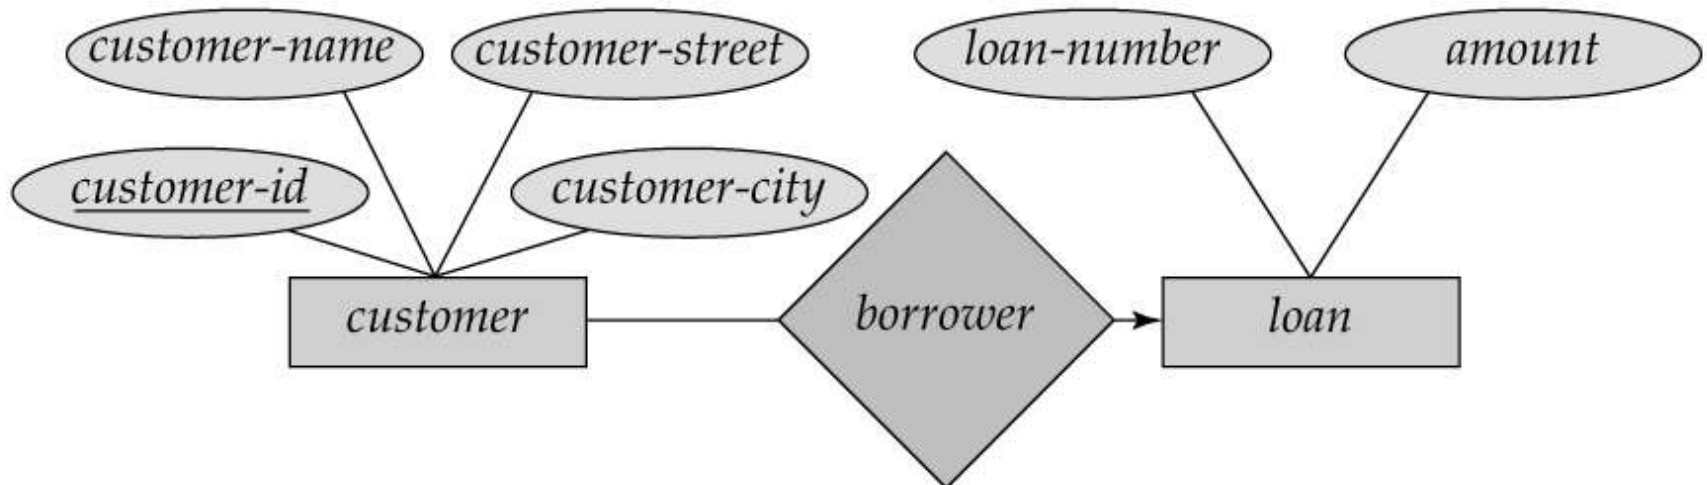 customer-name
customer-street
loan-number
amount
customer-id
customer-city
customer
borrower
loan